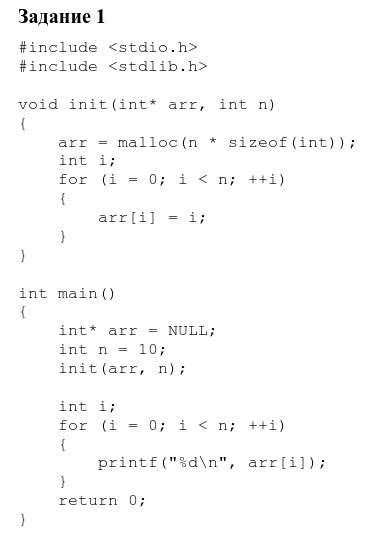 Задание 1
#include <stdio.h>
#include <stdlib.h>
void init(int* arr, int n)
{
    arr = malloc(n * sizeof(int));
    int i;
    for (i = 0; i < n; ++i)
    {
        arr[i] = i;
    }
}
int main()
{
    int* arr = NULL;
    int n = 10;
    init(arr, n);
    int i;
    for (i = 0; i < n; ++i)
    {
        printf("%d\n", arr[i]);
    }
    return 0;
}